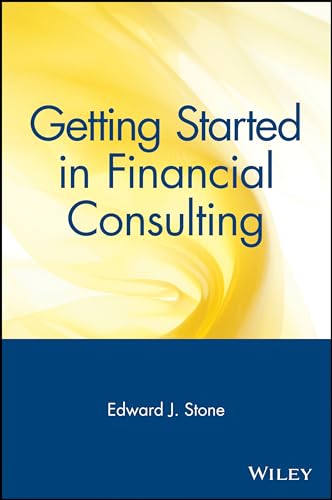 Getting Started
in Financial
Consulting
Edward J. Stone
WILEY